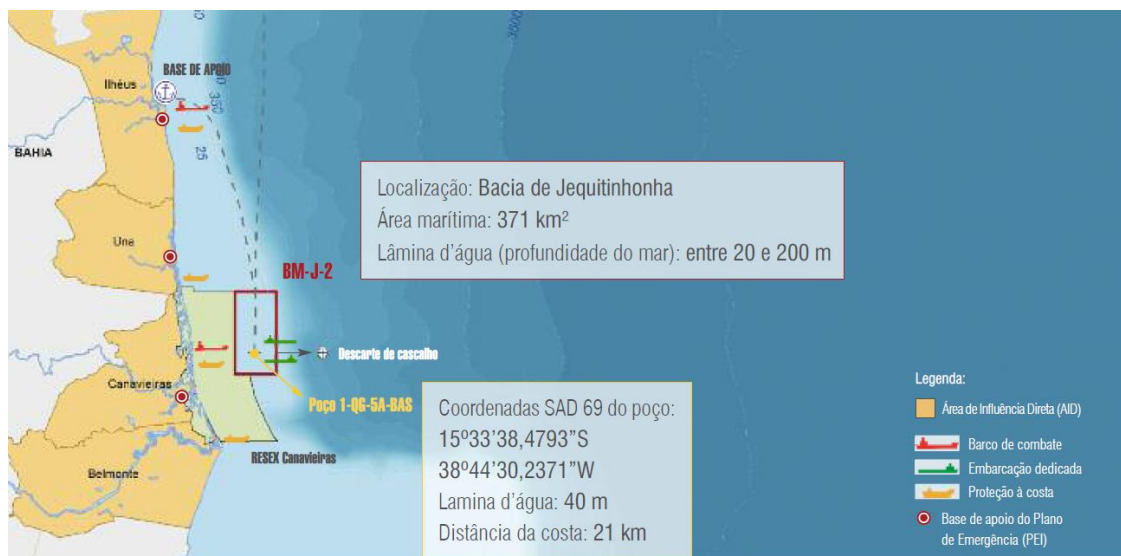 3000
50
350
25
BASE DE APOIO
Ilhéus
BAHIA
Una
BM-J-2
Localização: Bacia de Jequitinhonha
Área marítima: 371 km²
Lâmina d’água (profundidade do mar): entre 20 e 200 m
Descarte de cascalho
Canavieiras
Poço 1-QG-5A-BAS
RESEX Canavieiras
Belmonte
Coordenadas SAD 69 do poço:
15º33’38,4793”S
38º44’30,2371”W
Lamina d’água: 40 m
Distância da costa: 21 km
Legenda:
Área de Influência Direta (AID)
Barco de combate
Embarcação dedicada
Proteção à costa
Base de apoio do Plano
de Emergência (PEI)